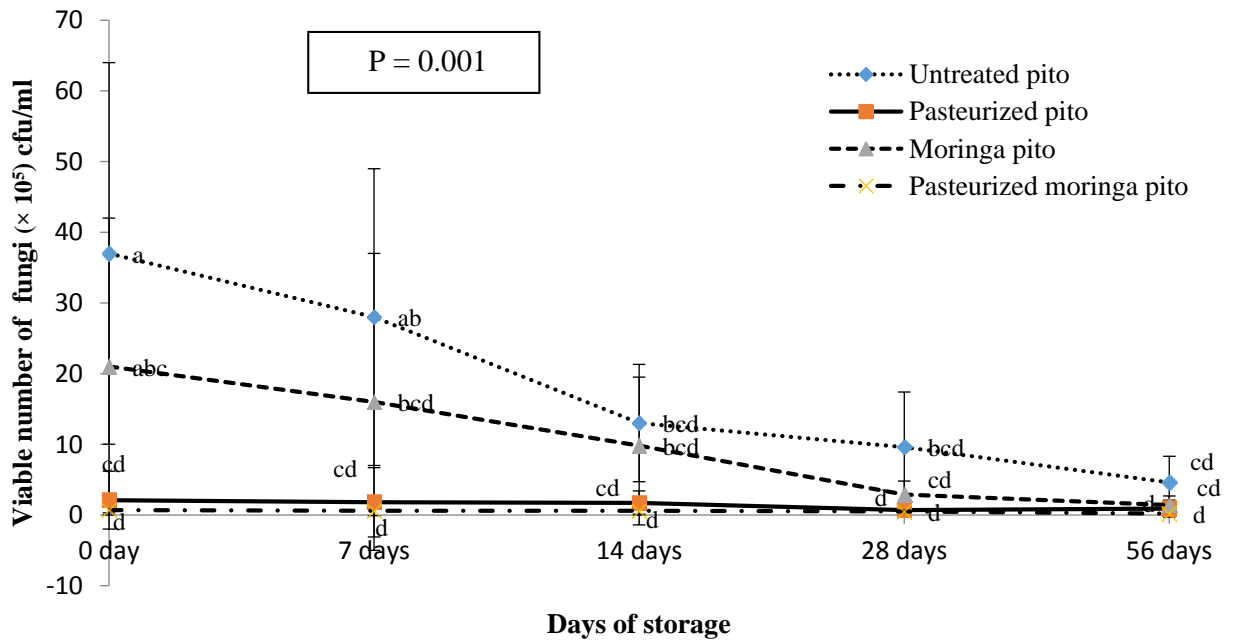 70
60
50
40
30
20
10
0
-10
Viable number of fungi (× 10⁵) cfu/ml
P = 0.001
Untreated pito
Pasteurized pito
Moringa pito
Pasteurized moringa pito
a
ab
abc
bcd
bcd
bcd
bcd
cd
cd
cd
cd
cd
cd
d
d
d
d
d
d
d
0 day
7 days
14 days
28 days
56 days
Days of storage